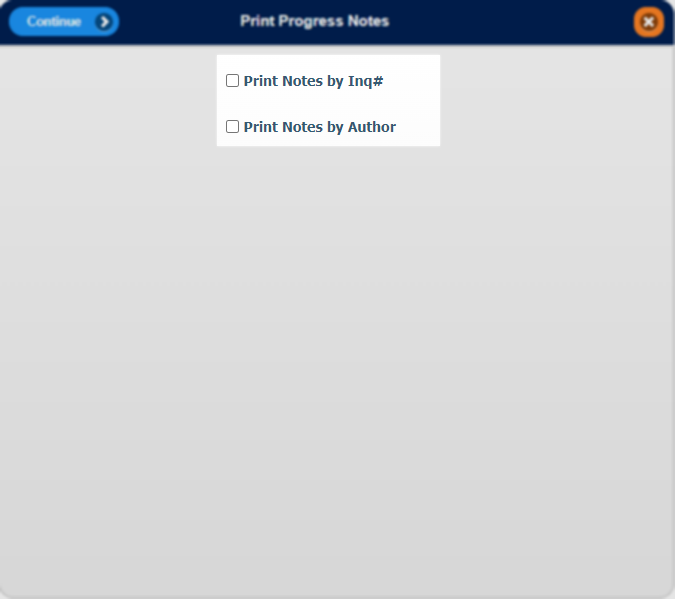 Continue
Print Progress Notes
Print Notes by Inq#
Print Notes by Author